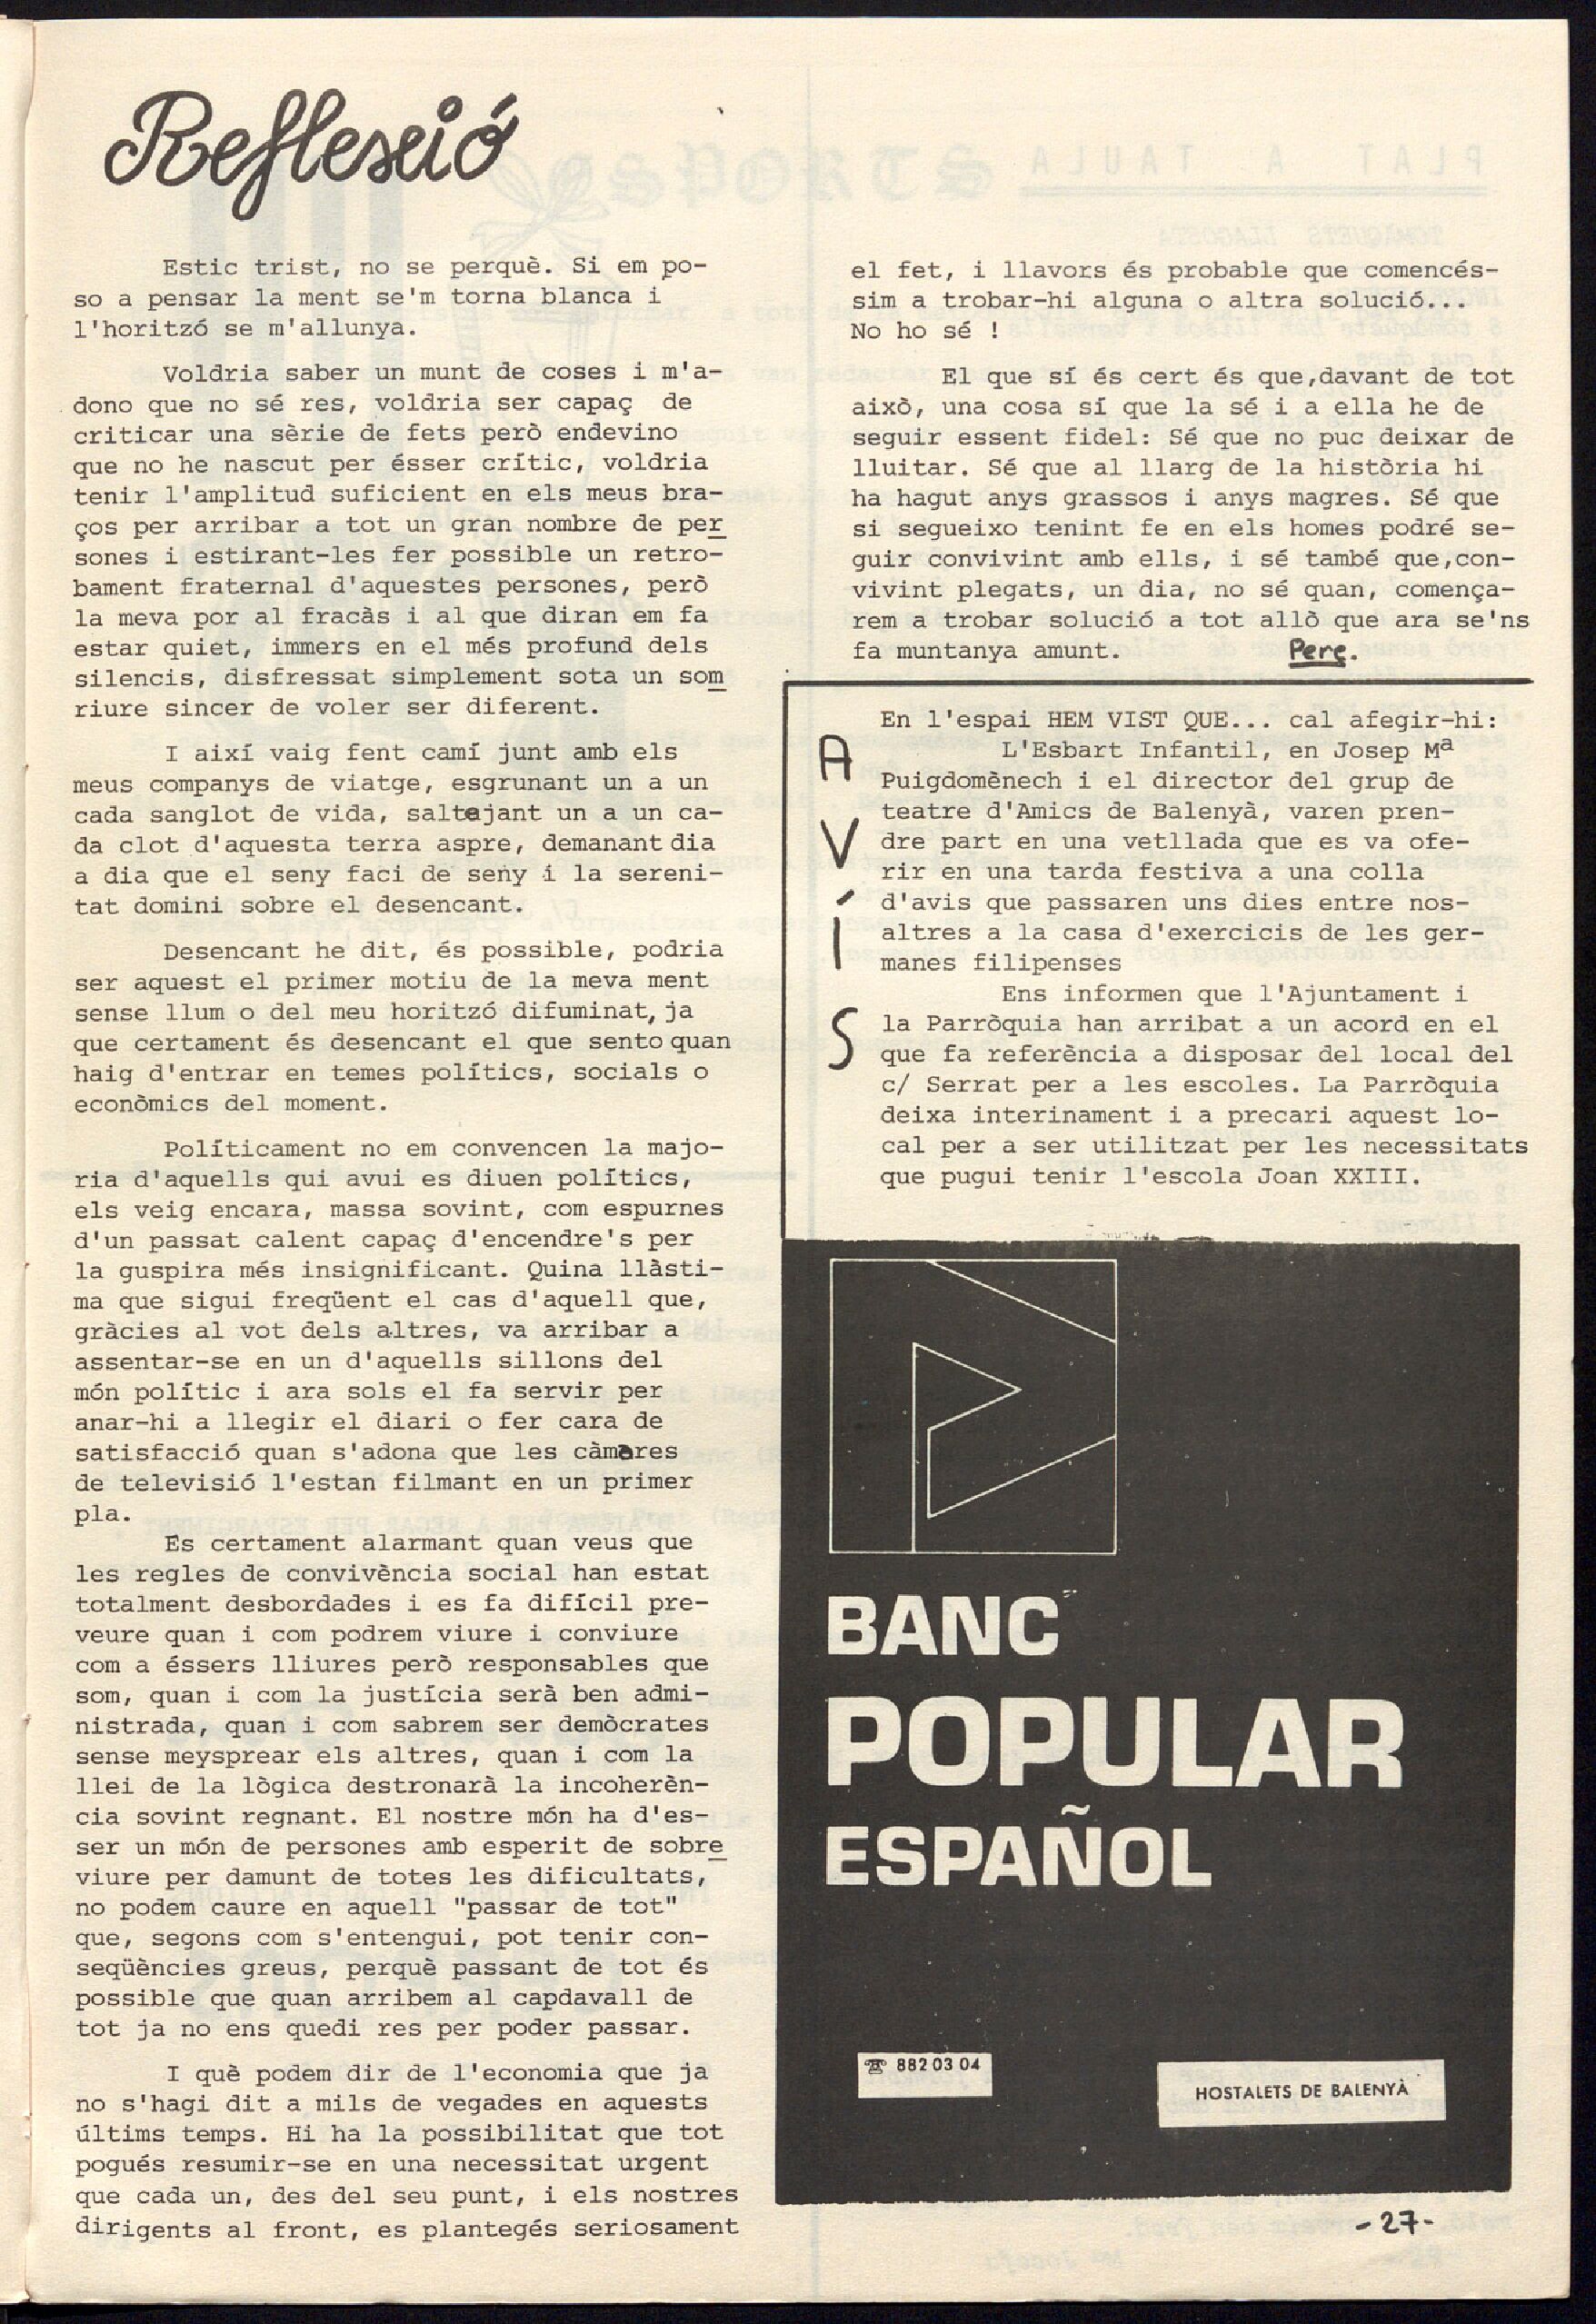 Reflexió
Estic trist, no se perquè. Si em po-
so a pensar la ment se'm torna blanca i
l'horitzó se m'allunya.
Voldria saber un munt de coses i m'a-
dono que no sé res, voldria ser capaç de
criticar una sèrie de fets però endevino
que no he nascut per ésser crític, voldria
tenir l'amplitud suficient en els meus bra-
ços per arribar a tot un gran nombre de per
sones i estirant-les fer possible un retro-
bament fraternal d'aquestes persones, però
la meva por al fracàs i al que diran em fa
estar quiet, immers en el més profund dels
silencis, disfressat simplement sota un som
riure sincer de voler ser diferent.
I així vaig fent camí junt amb els
meus companys de viatge, esgrunant un a un
cada sanglot de vida, saltejant un a un ca-
da clot d'aquesta terra aspre, demanant dia
a dia que el seny faci de seny i la sereni-
tat domini sobre el desencant.
Desencant he dit, és possible, podria
ser aquest el primer motiu de la meva ment
sense llum o del meu horitzó difuminat, ja
que certament és desencant el que sento quan
haig d'entrar en temes polítics, socials o
econòmics del moment.
Políticament no em convencen la majo-
ria d'aquells qui avui es diuen polítics,
els veig encara, massa sovint, com espurnes
d'un passat calent capaç d'encendre's per
la guspira més insignificant. Quina llàsti-
ma que sigui freqüent el cas d'aquell que,
gràcies al vot dels altres, va arribar a
assentar-se en un d'aquells sillons del
món polític i ara sols el fa servir per
anar-hi a llegir el diari o fer cara de
satisfacció quan s'adona que les càmeres
de televisió l'estan filmant en un primer
pla.
Es certament alarmant quan veus que
les regles de convivència social han estat
totalment desbordades i es fa difícil pre-
veure quan i com podrem viure i conviure
com a éssers lliures però responsables que
som, quan i com la justícia serà ben admi-
nistrada, quan i com sabrem ser demòcrates
sense meysprear els altres, quan i com la
llei de la lògica destronarà la incoherèn-
cia sovint regnant. El nostre món ha d'es-
ser un món de persones amb esperit de sobre
viure per damunt de totes les dificultats,
no podem caure en aquell "passar de tot"
que, segons com s'entengui, pot tenir con-
seqüències greus, perquè passant de tot és
possible que quan arribem al capdavall de
tot ja no ens quedi res per poder passar.
I què podem dir de l'economia que ja
no s'hagi dit a mils de vegades en aquests
últims temps. Hi ha la possibilitat que tot
pogués resumir-se en una necessitat urgent
que cada un, des del seu punt, i els nostres
dirigents al front, es plantegés seriosament
el fet, i llavors és probable que comencés-
sim a trobar-hi alguna o altra solució...
No ho sé !
El que sí és cert és que,davant de tot
això, una cosa sí que la sé i a ella he de
seguir essent fidel: Sé que no puc deixar de
lluitar. Sé que al llarg de la història hi
ha hagut anys grassos i anys magres. Sé que
si segueixo tenint fe en els homes podré se-
guir convivint amb ells, i sé també que,con-
vivint plegats, un dia, no sé quan, comença-
rem a trobar solució a tot allò que ara se'ns
fa muntanya amunt. Perç.
AVÍS
En l'espai HEM VIST QUE... cal afegir-hi:
L'Esbart Infantil, en Josep Mª
Puigdomènech i el director del grup de
teatre d'Amics de Balenyà, varen pren-
dre part en una vetllada que es va ofe-
rir en una tarda festiva a una colla
d'avis que passaren uns dies entre nos-
altres a la casa d'exercicis de les ger-
manes filipenses
Ens informen que l'Ajuntament i
la Parròquia han arribat a un acord en el
que fa referència a disposar del local del
c/ Serrat per a les escoles. La Parròquia
deixa interinament i a precari aquest lo-
cal per a ser utilitzat per les necessitats
que pugui tenir l'escola Joan XXIII.
BANC
POPULAR
ESPAÑOL
☎ 882 03 04
HOSTALETS DE BALENYÀ
-27-